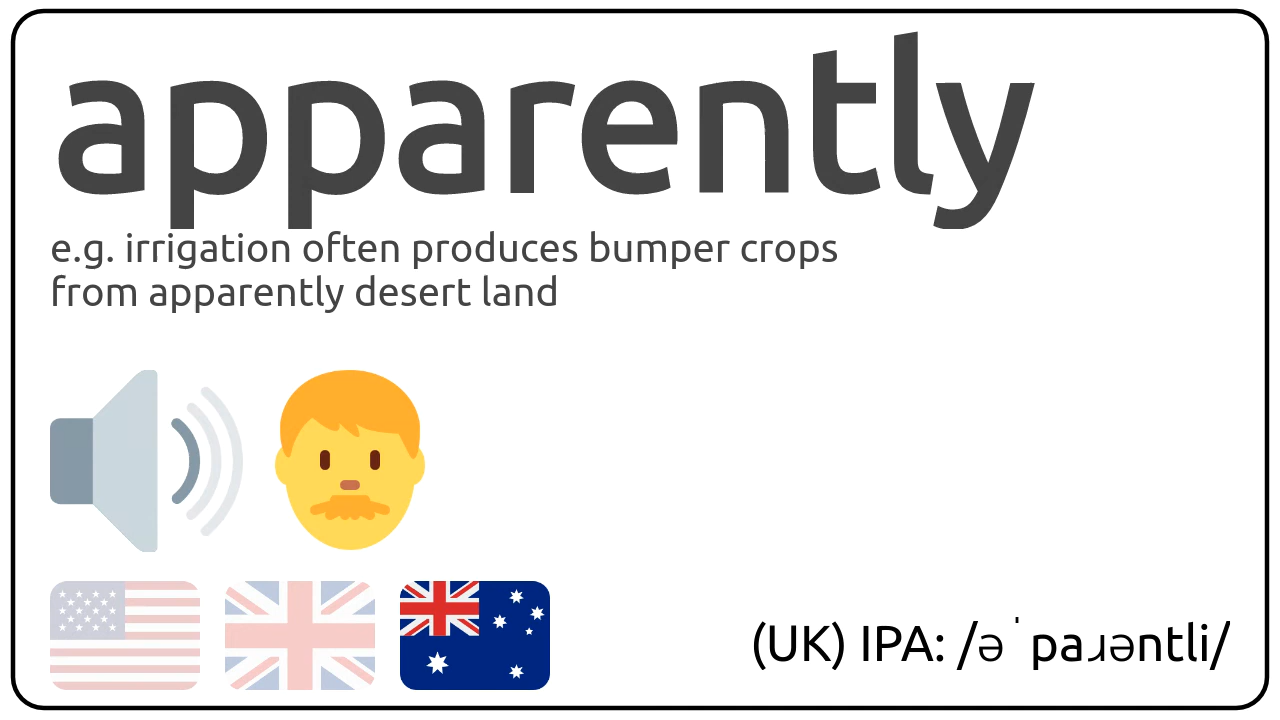 apparently
e.g. irrigation often produces bumper crops
from apparently desert land
(UK) IPA: /əˈpaɹəntli/